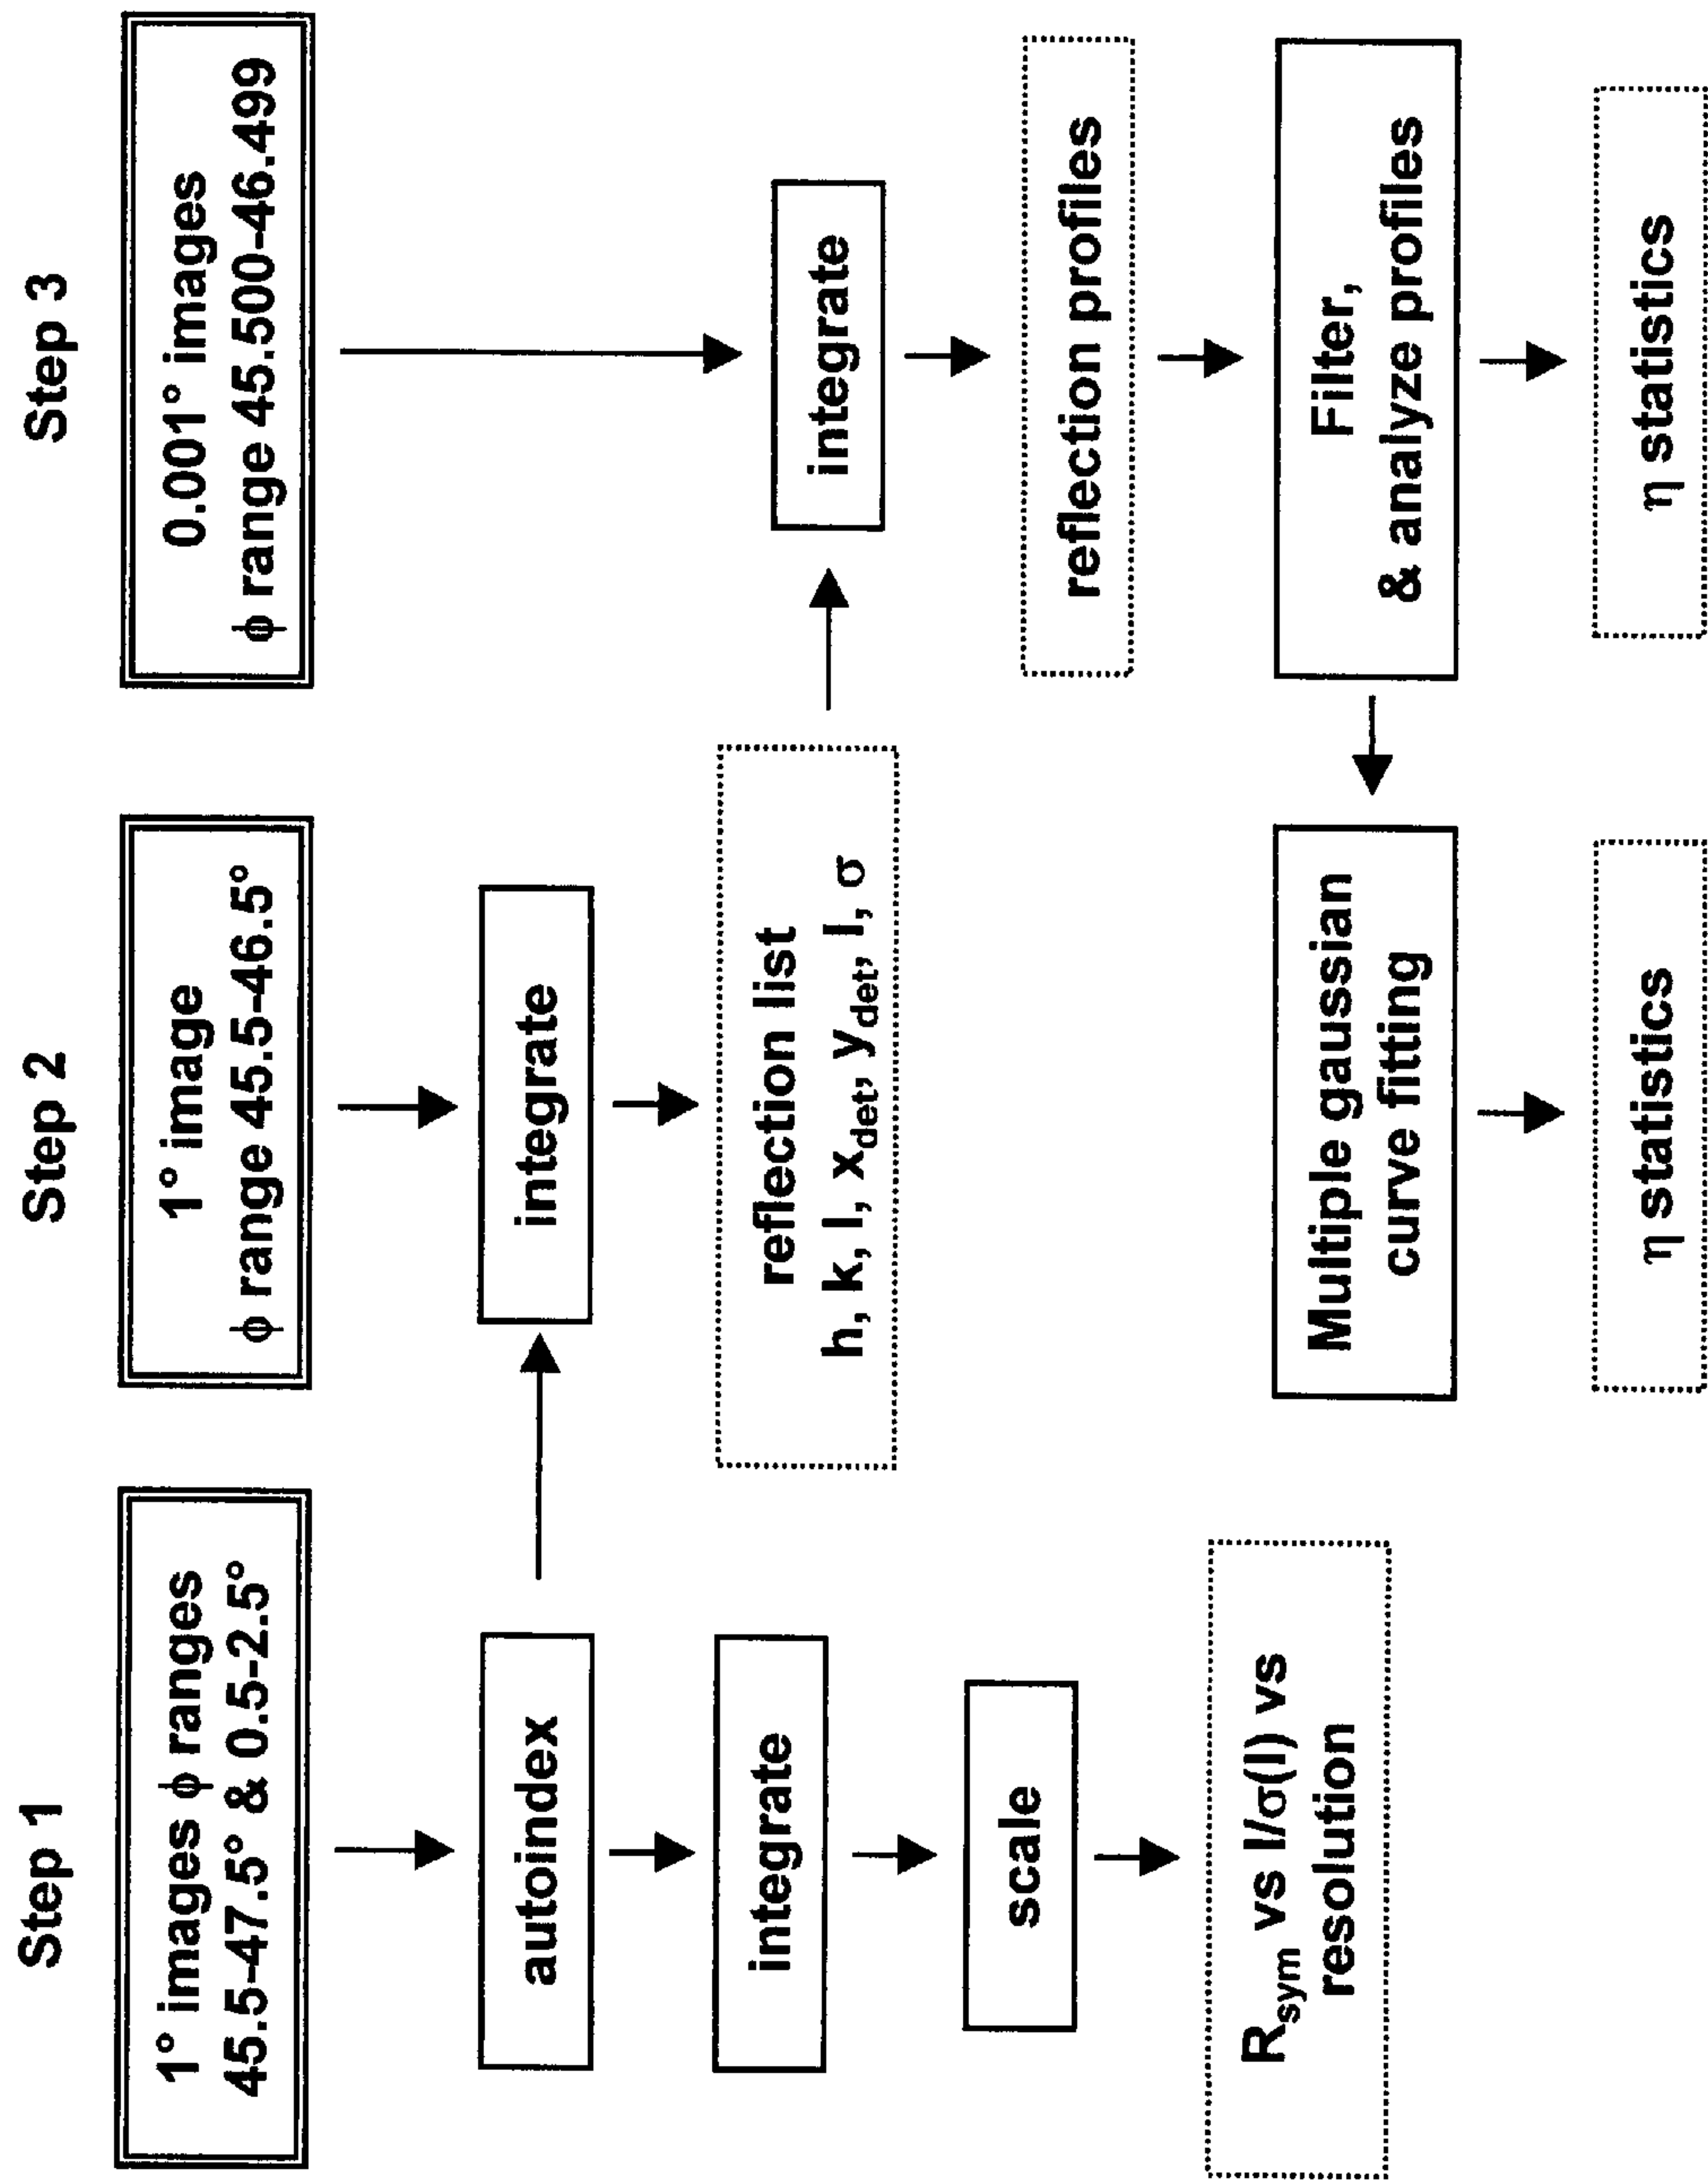 Step 1
1° images ϕ ranges
45.5-47.5° & 0.5-2.5°
autoindex
integrate
scale
Rsym vs I/σ(I) vs
resolution
Step 2
1° image
ϕ range 45.5-46.5°
integrate
reflection list
h, k, l, xdet, ydet, I, σ
Multiple gaussian
curve fitting
η statistics
Step 3
0.001° images
ϕ range 45.500-46.499
integrate
reflection profiles
Filter,
& analyze profiles
η statistics